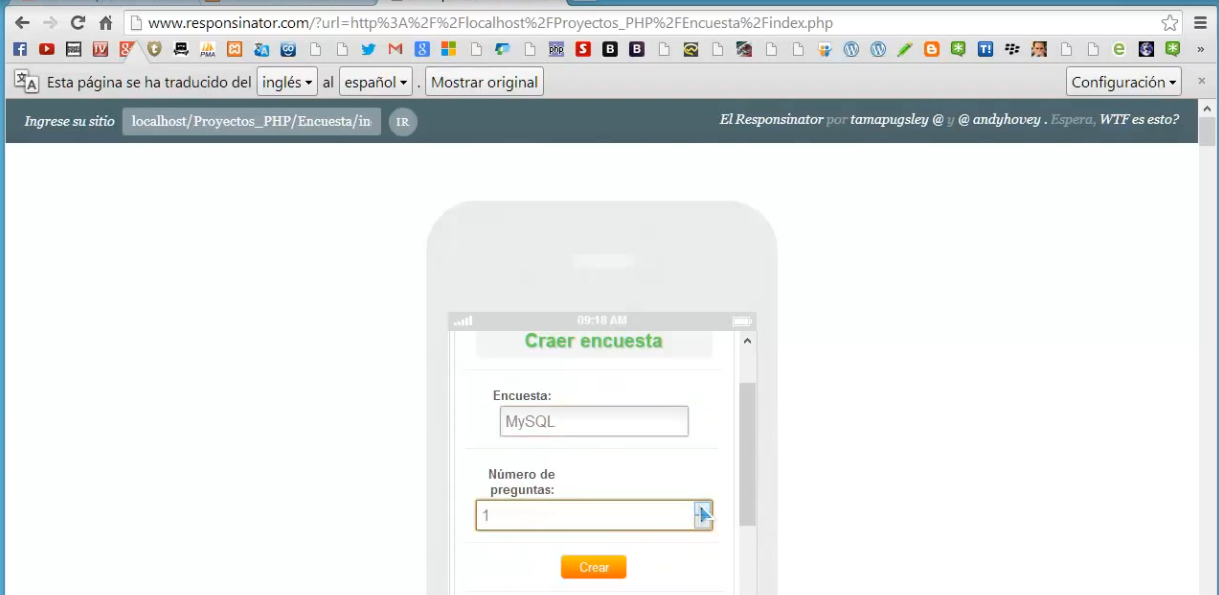 www.responsinator.com/?url=http%3A%2F%2Flocalhost%2FProyectos_PHP%2FEncuesta%2Findex.php
Esta página se ha traducido del inglés al español . Mostrar original Configuración
Ingrese su sitio localhost/Proyectos_PHP/Encuesta/in IR El Responsinator por tamapugsley @ y @ andyhovey . Espera, WTF es esto?
09:18 AM
Craer encuesta
Encuesta:
MySQL
Número de
preguntas:
1
Crear